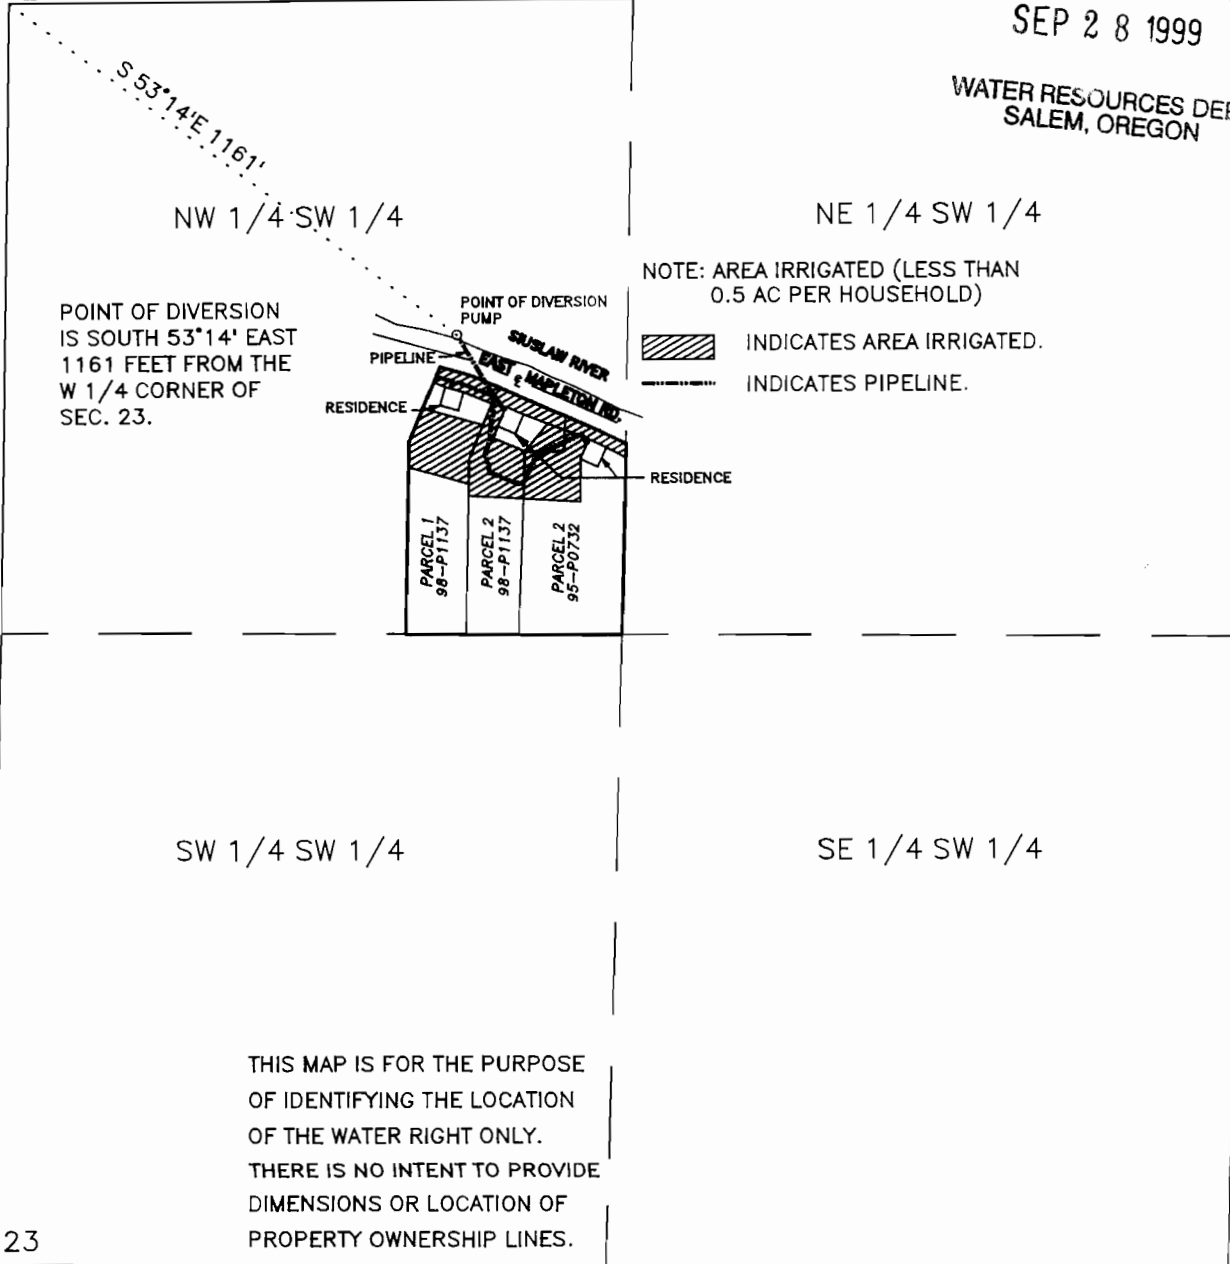 SEP 28 1999
WATER RESOURCES
SALEM, OREGON
S 53°14'E 1161'
NW 1/4 SW 1/4
NE 1/4 SW 1/4
NOTE: AREA IRRIGATED (LESS THAN
0.5 AC PER HOUSEHOLD)
INDICATES AREA IRRIGATED.
INDICATES PIPELINE.
POINT OF DIVERSION
IS SOUTH 53°14' EAST
1161 FEET FROM THE
W 1/4 CORNER OF
SEC. 23.
POINT OF DIVERSION
PUMP
SIUSLAW RIVER
PIPELINE
EAST MAPLETON RD.
RESIDENCE
RESIDENCE
PARCEL 1
98-P1137
PARCEL 2
98-P1137
PARCEL 2
95-P0732
SW 1/4 SW 1/4
SE 1/4 SW 1/4
THIS MAP IS FOR THE PURPOSE
OF IDENTIFYING THE LOCATION
OF THE WATER RIGHT ONLY.
THERE IS NO INTENT TO PROVIDE
DIMENSIONS OR LOCATION OF
PROPERTY OWNERSHIP LINES.
23